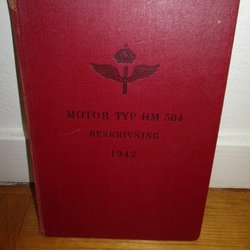 MOTOR TYP HM 504
BESKRIVNING
1942